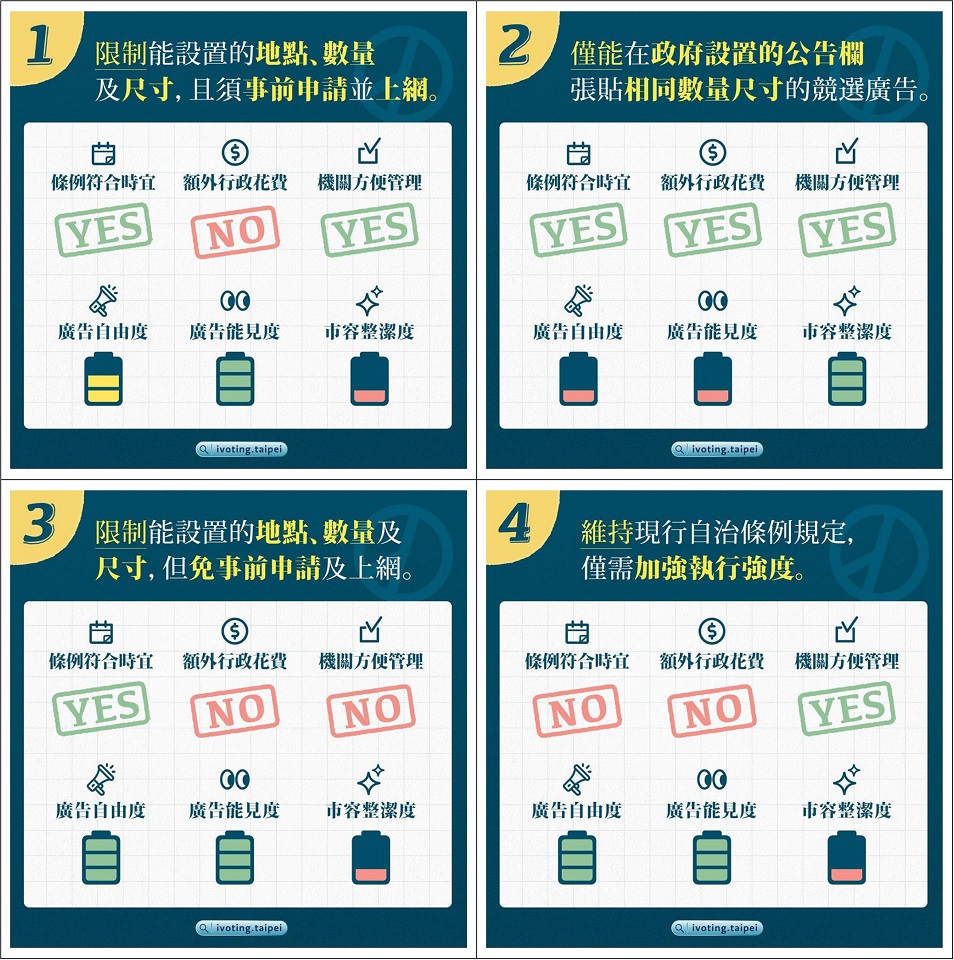 1
限制能設置的地點、數量
及尺寸, 且須事前申請並上網。
條例符合時宜 額外行政花費 機關方便管理
YES NO YES
廣告自由度 廣告能見度 市容整潔度
ivoting.taipei
2
僅能在政府設置的公告欄
張貼相同數量尺寸的競選廣告。
條例符合時宜 額外行政花費 機關方便管理
YES YES YES
廣告自由度 廣告能見度 市容整潔度
ivoting.taipei
3
限制能設置的地點、數量及
尺寸, 但免事前申請及上網。
條例符合時宜 額外行政花費 機關方便管理
YES NO NO
廣告自由度 廣告能見度 市容整潔度
ivoting.taipei
4
維持現行自治條例規定,
僅需加強執行強度。
條例符合時宜 額外行政花費 機關方便管理
NO NO YES
廣告自由度 廣告能見度 市容整潔度
ivoting.taipei